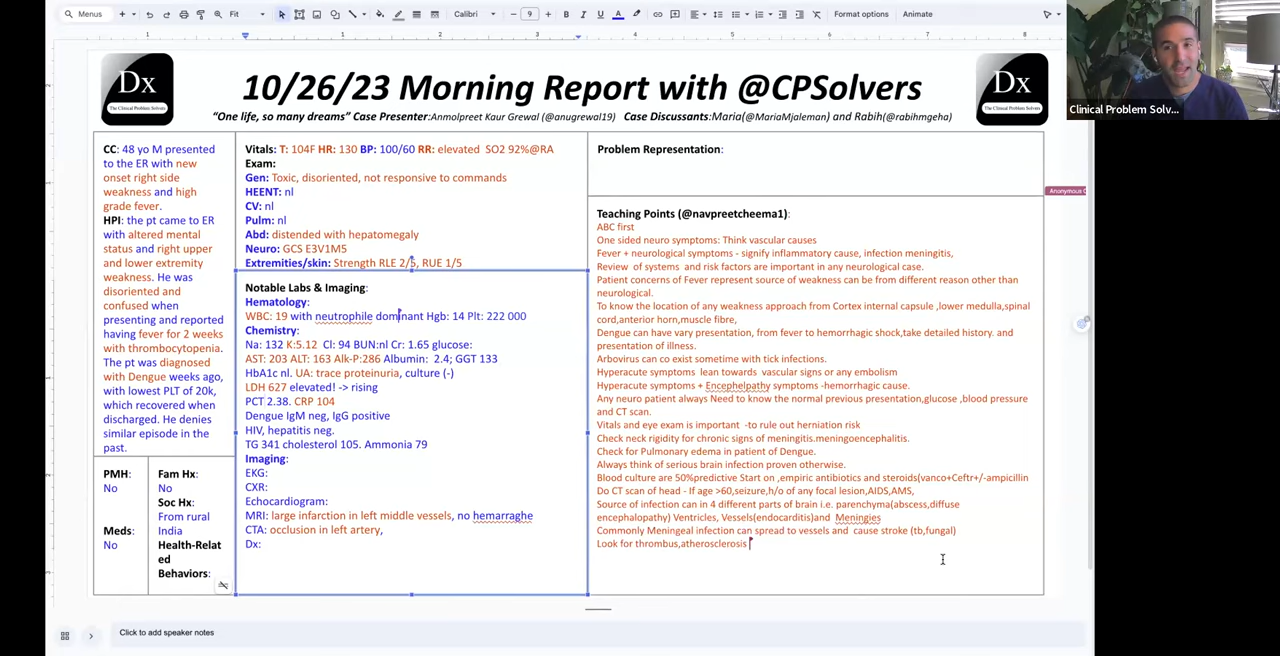 Menus
Fit
Calibri
9
Format options
Animate
1
1
2
3
4
5
6
7
8
Clinical Problem Solv...
Dx
The Clinical Problem Solvers
10/26/23 Morning Report with @CPSolvers
“One life, so many dreams” Case Presenter:Anmolpreet Kaur Grewal (@anugrewal19) Case Discussants:Maria(@MariaMjaleman) and Rabih(@rabihmgeha)
Dx
The Clinical Problem Solvers
CC: 48 yo M presented
to the ER with new
onset right side
weakness and high
grade fever.
HPI: the pt came to ER
with altered mental
status and right upper
and lower extremity
weakness. He was
disoriented and
confused when
presenting and reported
having fever for 2 weeks
with thrombocytopenia.
The pt was diagnosed
with Dengue weeks ago,
with lowest PLT of 20k,
which recovered when
discharged. He denies
similar episode in the
past.
PMH:
No
Meds:
No
Fam Hx:
No
Soc Hx:
From rural
India
Health-Relat
ed
Behaviors:
Vitals: T: 104F HR: 130 BP: 100/60 RR: elevated SO2 92%@RA
Exam:
Gen: Toxic, disoriented, not responsive to commands
HEENT: nl
CV: nl
Pulm: nl
Abd: distended with hepatomegaly
Neuro: GCS E3V1M5
Extremities/skin: Strength RLE 2/5, RUE 1/5
Notable Labs & Imaging:
Hematology:
WBC: 19 with neutrophile dominant Hgb: 14 Plt: 222 000
Chemistry:
Na: 132 K:5.12 Cl: 94 BUN:nl Cr: 1.65 glucose:
AST: 203 ALT: 163 Alk-P:286 Albumin: 2.4; GGT 133
HbA1c nl. UA: trace proteinuria, culture (-)
LDH 627 elevated! -> rising
PCT 2.38. CRP 104
Dengue IgM neg, IgG positive
HIV, hepatitis neg.
TG 341 cholesterol 105. Ammonia 79
Imaging:
EKG:
CXR:
Echocardiogram:
MRI: large infarction in left middle vessels, no hemarraghe
CTA: occlusion in left artery,
Dx:
Problem Representation:
Anonymous
Teaching Points (@navpreetcheema1):
ABC first
One sided neuro symptoms: Think vascular causes
Fever + neurological symptoms - signify inflammatory cause, infection meningitis,
Review of systems and risk factors are important in any neurological case.
Patient concerns of Fever represent source of weakness can be from different reason other than
neurological.
To know the location of any weakness approach from Cortex internal capsule ,lower medulla,spinal
cord,anterior horn,muscle fibre,
Dengue can have vary presentation, from fever to hemorrhagic shock,take detailed history. and
presentation of illness.
Arbovirus can co exist sometime with tick infections.
Hyperacute symptoms lean towards vascular signs or any embolism
Hyperacute symptoms + Encephelpathy symptoms -hemorrhagic cause.
Any neuro patient always Need to know the normal previous presentation,glucose ,blood pressure
and CT scan.
Vitals and eye exam is important -to rule out herniation risk
Check neck rigidity for chronic signs of meningitis.meningoencephalitis.
Check for Pulmonary edema in patient of Dengue.
Always think of serious brain infection proven otherwise.
Blood culture are 50%predictive Start on ,empiric antibiotics and steroids(vanco+Ceftr+/-ampicillin
Do CT scan of head - If age >60,seizure,h/o of any focal lesion,AIDS,AMS,
Source of infection can in 4 different parts of brain i.e. parenchyma(abscess,diffuse
encephalopathy) Ventricles, Vessels(endocarditis)and Meningies
Commonly Meningeal infection can spread to vessels and cause stroke (tb,fungal)
Look for thrombus,atherosclerosis
Click to add speaker notes